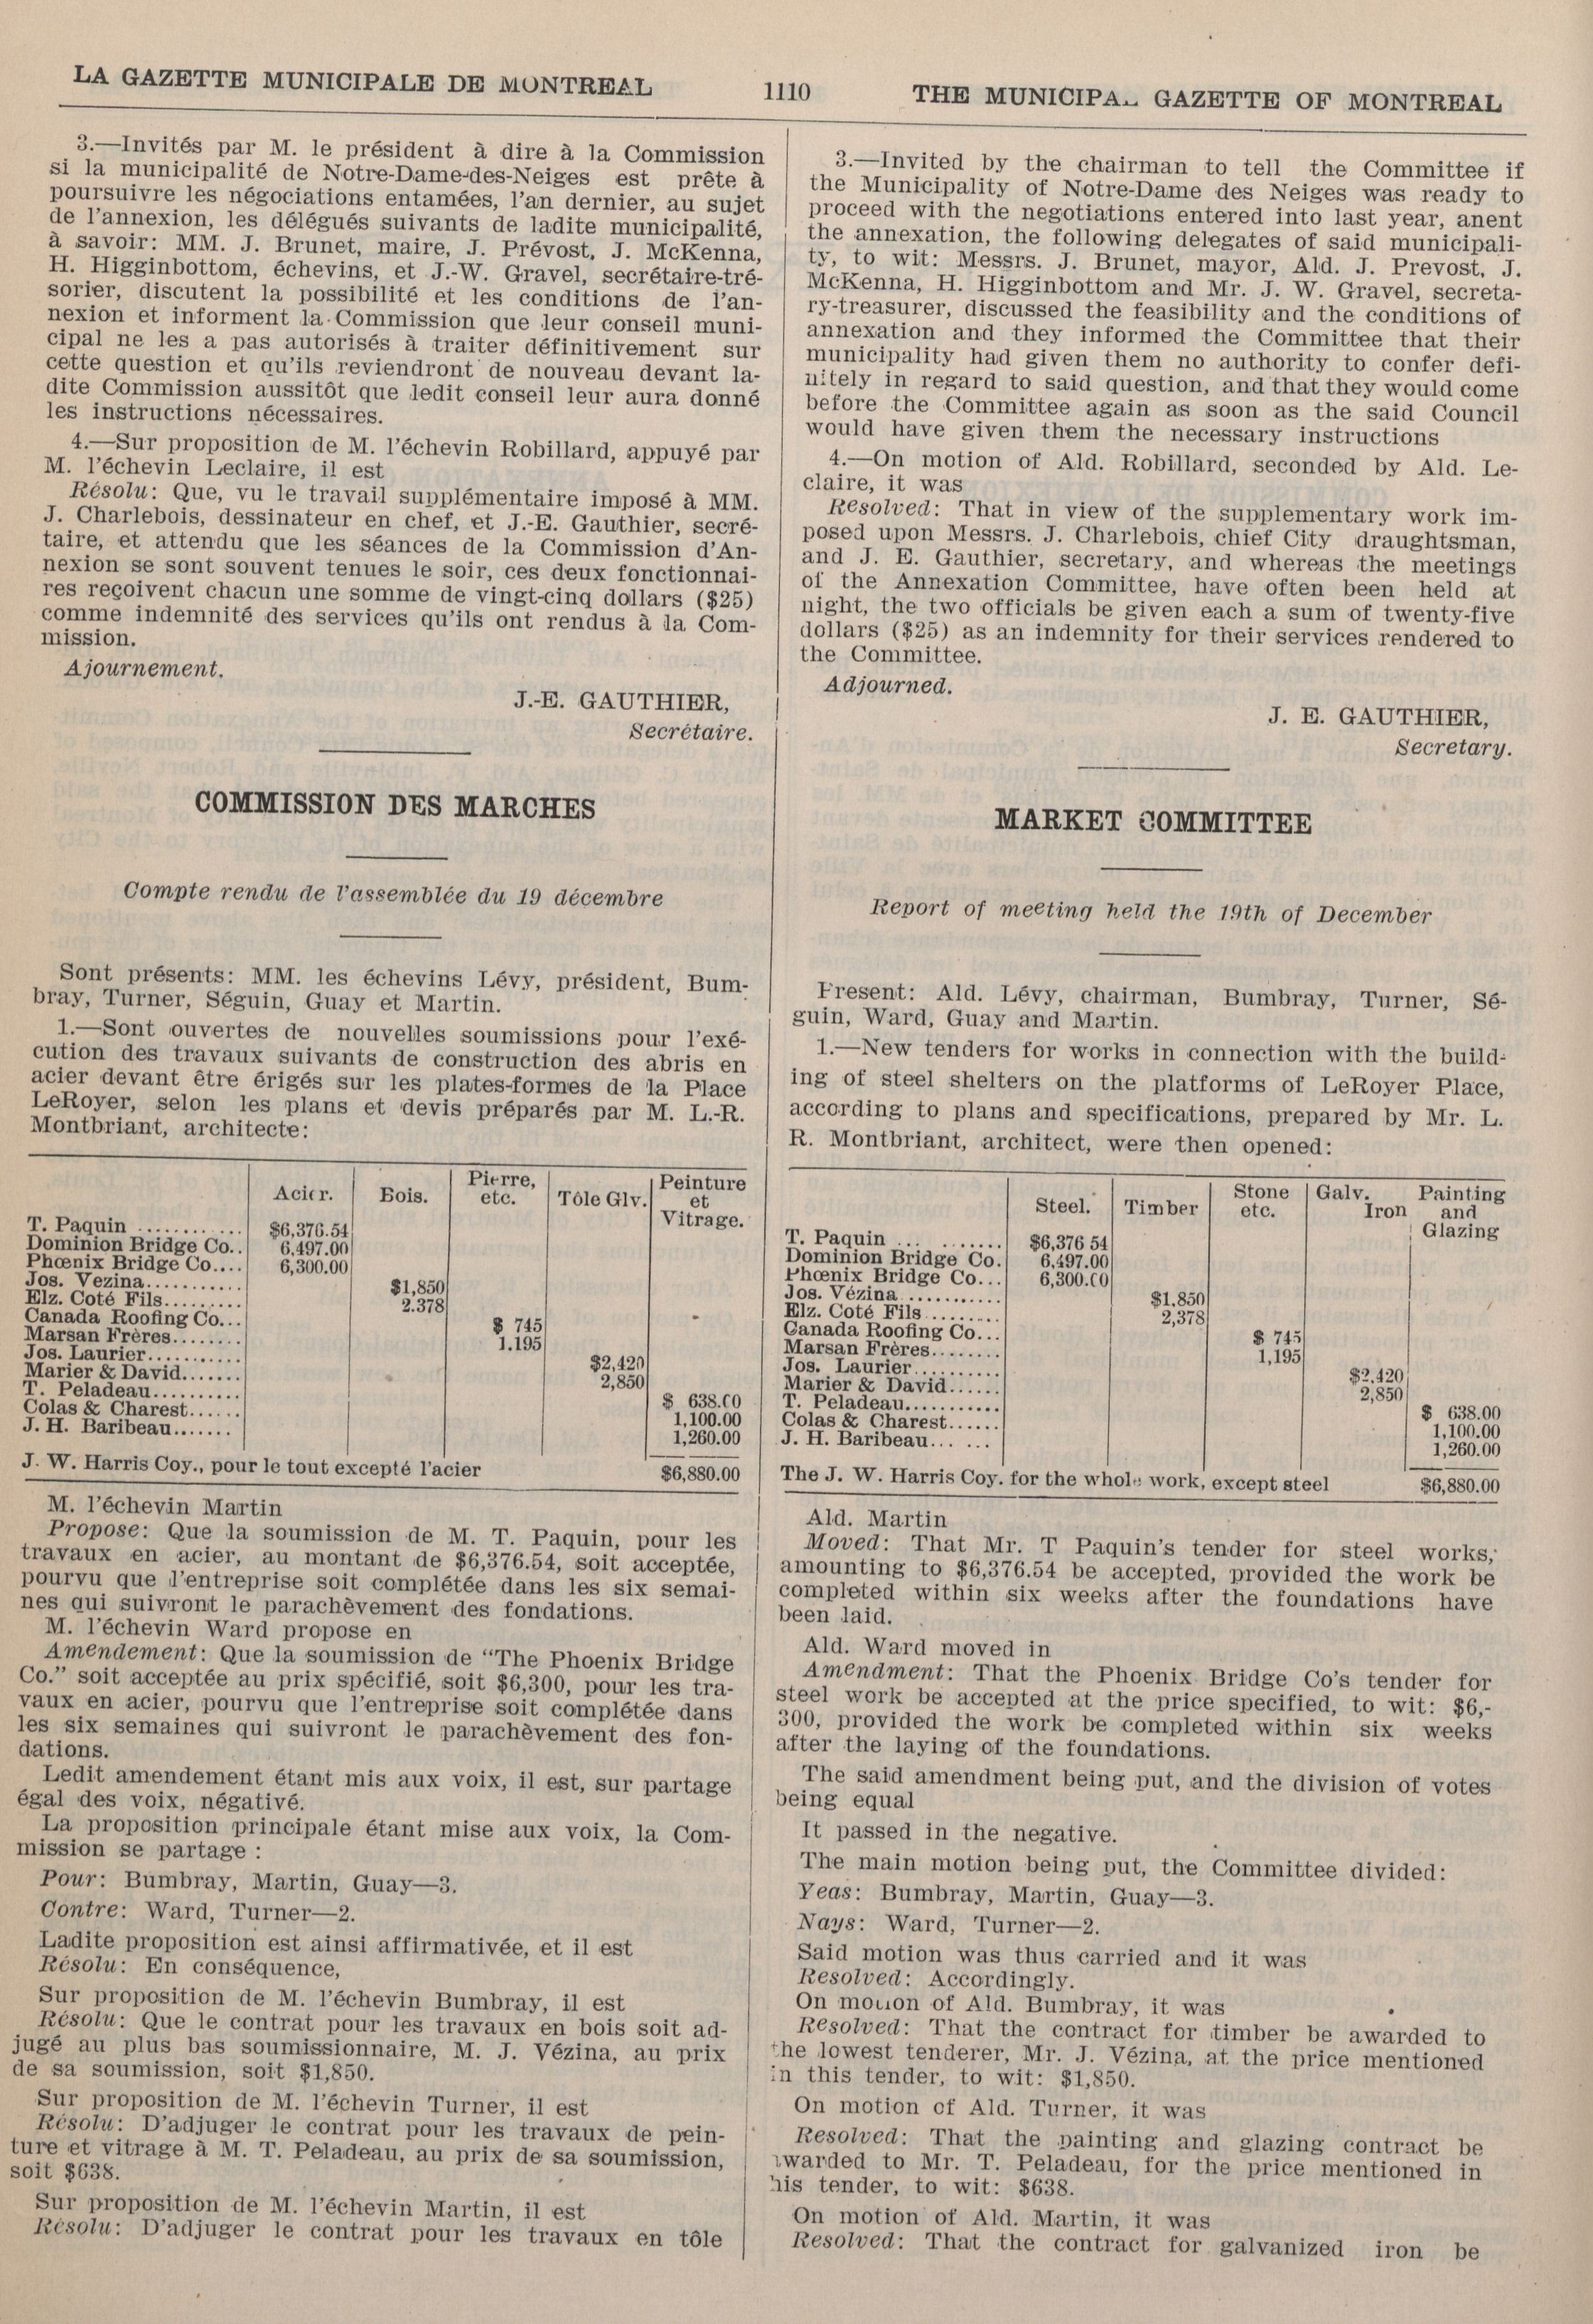 LA GAZETTE MUNICIPALE DE MONTREAL
1110
THE MUNICIPAL GAZETTE OF MONTREAL
3.—Invités par M. le président à dire à la Commission
si la municipalité de Notre-Dame-des-Neiges est prête à
poursuivre les négociations entamées, l'an dernier, au sujet
de l'annexion, les délégués suivants de ladite municipalité,
à savoir: MM. J. Brunet, maire, J. Prévost, J. McKenna,
H. Higginbottom, échevins, et J.-W. Gravel, secrétaire-tré-
sorier, discutent la possibilité et les conditions de l'an-
nexion et informent la Commission que leur conseil muni-
cipal ne les a pas autorisés à traiter définitivement sur
cette question et qu'ils reviendront de nouveau devant la-
dite Commission aussitôt que ledit conseil leur aura donné
les instructions nécessaires.
4.—Sur proposition de M. l'échevin Robillard, appuyé par
M. l'échevin Leclaire, il est
Résolu: Que, vu le travail supplémentaire imposé à MM.
J. Charlebois, dessinateur en chef, et J.-E. Gauthier, secré-
taire, et attendu que les séances de la Commission d'An-
nexion se sont souvent tenues le soir, ces deux fonctionnai-
res reçoivent chacun une somme de vingt-cinq dollars ($25)
comme indemnité des services qu'ils ont rendus à la Com-
mission.
Ajournement.
J.-E. GAUTHIER,
Secrétaire.
COMMISSION DES MARCHES
Compte rendu de l'assemblée du 19 décembre
Sont présents: MM. les échevins Lévy, président, Bum-
bray, Turner, Séguin, Guay et Martin.
1.—Sont ouvertes de nouvelles soumissions pour l'exé-
cution des travaux suivants de construction des abris en
acier devant être érigés sur les plates-formes de la Place
LeRoyer, selon les plans et devis préparés par M. L.-R.
Montbriant, architecte:
Acier. Bois. Pierre, etc. Tôle Glv. Peinture et Vitrage.
T. Paquin ............ $6,376.54
Dominion Bridge Co.. 6,497.00
Phœnix Bridge Co.... 6,300.00
Jos. Vezina........... $1,850
Elz. Coté Fils......... 2.378
Canada Roofing Co... $ 745
Marsan Frères........ 1.195
Jos. Laurier........... $2,420
Marier & David....... 2,850
T. Peladeau.......... $ 638.00
Colas & Charest...... 1,100.00
J. H. Baribeau....... 1,260.00
J. W. Harris Coy., pour le tout excepté l'acier $6,880.00
M. l'échevin Martin
Propose: Que la soumission de M. T. Paquin, pour les
travaux en acier, au montant de $6,376.54, soit acceptée,
pourvu que l'entreprise soit complétée dans les six semai-
nes qui suivront le parachèvement des fondations.
M. l'échevin Ward propose en
Amendement: Que la soumission de "The Phoenix Bridge
Co." soit acceptée au prix spécifié, soit $6,300, pour les tra-
vaux en acier, pourvu que l'entreprise soit complétée dans
les six semaines qui suivront le parachèvement des fon-
dations.
Ledit amendement étant mis aux voix, il est, sur partage
égal des voix, négativé.
La proposition principale étant mise aux voix, la Com-
mission se partage :
Pour: Bumbray, Martin, Guay—3.
Contre: Ward, Turner—2.
Ladite proposition est ainsi affirmativée, et il est
Résolu: En conséquence,
Sur proposition de M. l'échevin Bumbray, il est
Résolu: Que le contrat pour les travaux en bois soit ad-
jugé au plus bas soumissionnaire, M. J. Vézina, au prix
de sa soumission, soit $1,850.
Sur proposition de M. l'échevin Turner, il est
Résolu: D'adjuger le contrat pour les travaux de pein-
ture et vitrage à M. T. Peladeau, au prix de sa soumission,
soit $638.
Sur proposition de M. l'échevin Martin, il est
Résolu: D'adjuger le contrat pour les travaux en tôle
3.—Invited by the chairman to tell the Committee if
the Municipality of Notre-Dame des Neiges was ready to
proceed with the negotiations entered into last year, anent
the annexation, the following delegates of said municipali-
ty, to wit: Messrs. J. Brunet, mayor, Ald. J. Prevost, J.
McKenna, H. Higginbottom and Mr. J. W. Gravel, secreta-
ry-treasurer, discussed the feasibility and the conditions of
annexation and they informed the Committee that their
municipality had given them no authority to confer defi-
nitely in regard to said question, and that they would come
before the Committee again as soon as the said Council
would have given them the necessary instructions
4.—On motion of Ald. Robillard, seconded by Ald. Le-
claire, it was
Resolved: That in view of the supplementary work im-
posed upon Messrs. J. Charlebois, chief City draughtsman,
and J. E. Gauthier, secretary, and whereas the meetings
of the Annexation Committee, have often been held at
night, the two officials be given each a sum of twenty-five
dollars ($25) as an indemnity for their services rendered to
the Committee.
Adjourned.
J. E. GAUTHIER,
Secretary.
MARKET COMMITTEE
Report of meeting held the 19th of December
Present: Ald. Lévy, chairman, Bumbray, Turner, Sé-
guin, Ward, Guay and Martin.
1.—New tenders for works in connection with the build-
ing of steel shelters on the platforms of LeRoyer Place,
according to plans and specifications, prepared by Mr. L.
R. Montbriant, architect, were then opened:
Steel. Timber Stone etc. Galv. Iron Painting and Glazing
T. Paquin ... ........ $6,376 54
Dominion Bridge Co. 6,497.00
Phœnix Bridge Co... 6,300.00
Jos. Vézina............ $1,850
Elz. Coté Fils ......... 2,378
Canada Roofing Co... $ 745
Marsan Frères........ 1,195
Jos. Laurier.......... $2,420
Marier & David...... 2,850
T. Peladeau........... $ 638.00
Colas & Charest...... 1,100.00
J. H. Baribeau... ... 1,260.00
The J. W. Harris Coy. for the whole work, except steel $6,880.00
Ald. Martin
Moved: That Mr. T Paquin's tender for steel works,
amounting to $6,376.54 be accepted, provided the work be
completed within six weeks after the foundations have
been laid.
Ald. Ward moved in
Amendment: That the Phoenix Bridge Co's tender for
steel work be accepted at the price specified, to wit: $6,-
300, provided the work be completed within six weeks
after the laying of the foundations.
The said amendment being put, and the division of votes
being equal
It passed in the negative.
The main motion being put, the Committee divided:
Yeas: Bumbray, Martin, Guay—3.
Nays: Ward, Turner—2.
Said motion was thus carried and it was
Resolved: Accordingly.
On motion of Ald. Bumbray, it was
Resolved: That the contract for timber be awarded to
the lowest tenderer, Mr. J. Vézina, at the price mentioned
in this tender, to wit: $1,850.
On motion of Ald. Turner, it was
Resolved: That the painting and glazing contract be
awarded to Mr. T. Peladeau, for the price mentioned in
his tender, to wit: $638.
On motion of Ald. Martin, it was
Resolved: That the contract for galvanized iron be